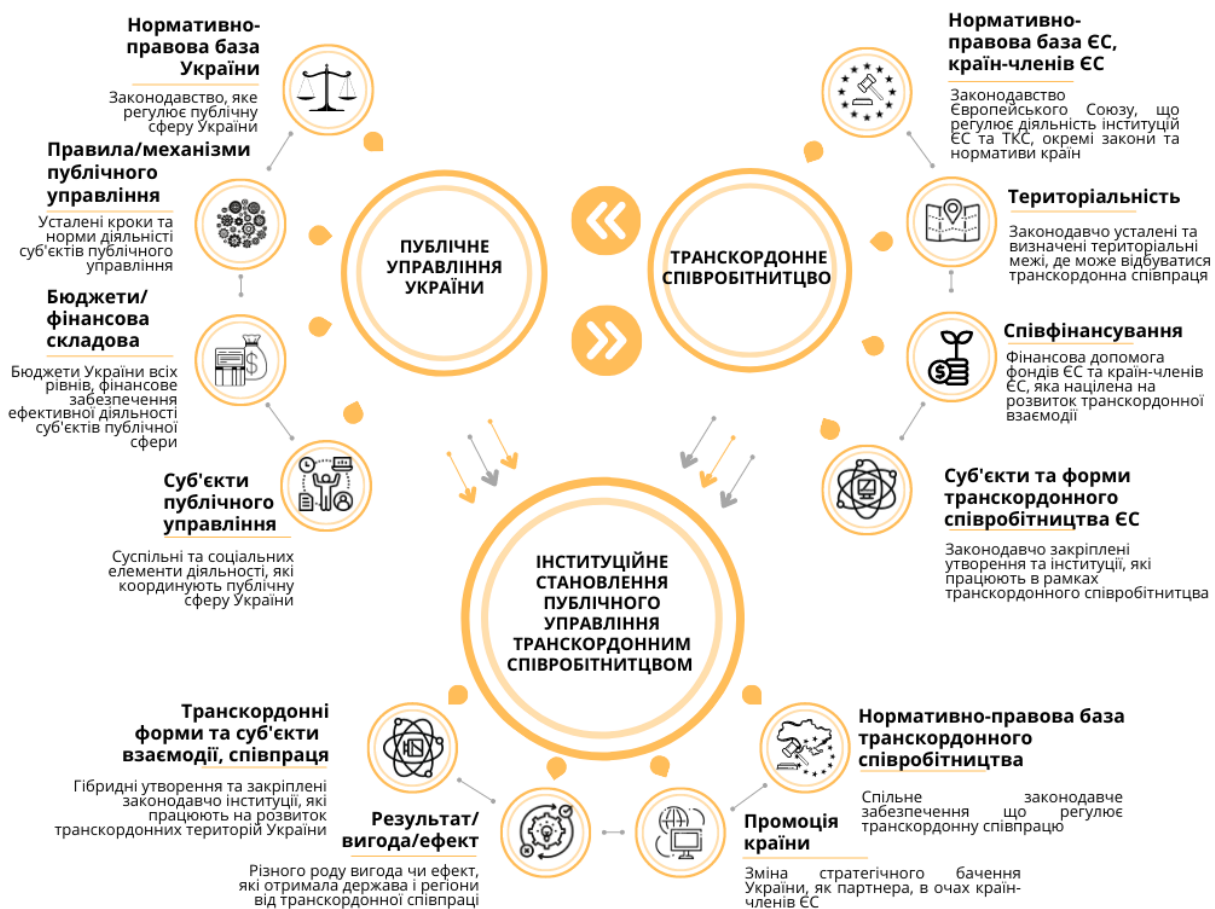 Нормативно-
правова база
України
Законодавство, яке
регулює публічну
сферу України
Правила/механізми
публічного
управління
Усталені кроки та
норми діяльністі
суб'єктів публічного
управління
Бюджети/
фінансова
складова
Бюджети України всіх
рівнів, фінансове
забезпечення
ефективної діяльності
суб'єктів публічної
сфери
Суб'єкти
публічного
управління
Суспільні та соціальних
елементи діяльності, які
координують публічну
сферу України
ПУБЛІЧНЕ
УПРАВЛІННЯ
УКРАЇНИ
ТРАНСКОРДОННЕ
СПІВРОБІТНИТЦВО
Нормативно-
правова база ЄС,
країн-членів ЄС
Законодавство
Європейського Союзу, що
регулює діяльність інституцій
ЄС та ТКС, окремі закони та
нормативи країн
Територіальність
Законодавчо усталені та
визначені територіальні
межі, де може відбуватися
транскордонна співпраця
Співфінансування
Фінансова допомога
фондів ЄС та країн-членів
ЄС, яка націлена на
розвиток транскордонної
взаємодії
Суб'єкти та форми
транскордонного
співробітництва ЄС
Законодавчо закріплені
утворення та інституції, які
працюють в рамках
транскордонного співробітнитцва
ІНСТИТУЦІЙНЕ
СТАНОВЛЕННЯ
ПУБЛІЧНОГО
УПРАВЛІННЯ
ТРАНСКОРДОННИМ
СПІВРОБІТНИТЦВОМ
Транскордонні
форми та суб'єкти
взаємодії, співпраця
Гібридні утворення та закріплені
законодавчо інституції, які
працюють на розвиток
транскордонних територій України
Результат/
вигода/ефект
Різного роду вигода чи ефект,
які отримала держава і регіони
від транскордонної співпраці
Промоція
країни
Зміна стратегічного бачення
України, як партнера, в очах країн-
членів ЄС
Нормативно-правова база
транскордонного
співробітництва
Спільне законодавче
забезпечення що регулює
транскордонну співпрацю